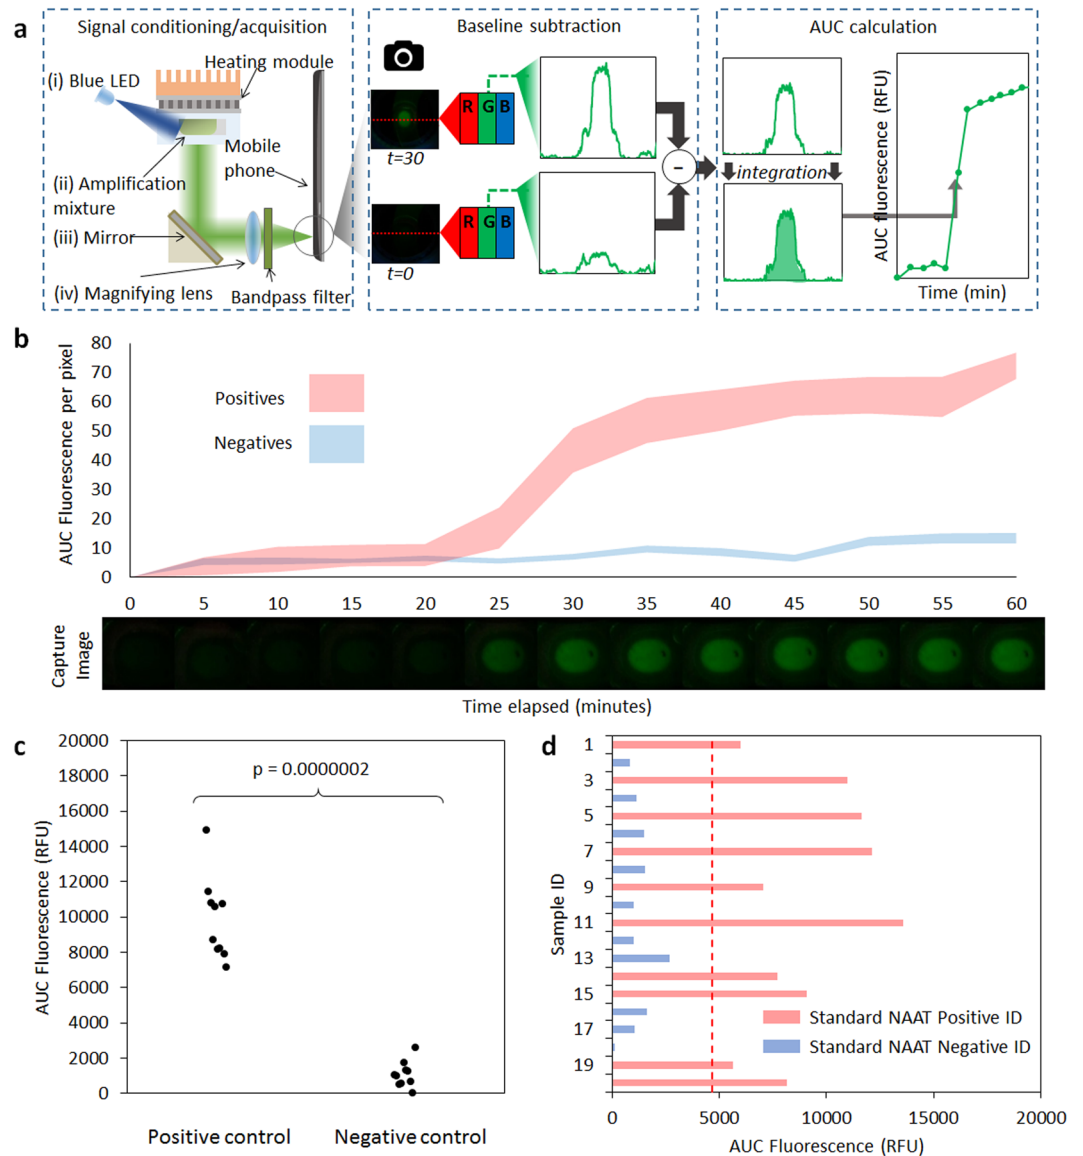 a
Signal conditioning/acquisition
Heating module
(i) Blue LED
Mobile
phone
(ii) Amplification
mixture
(iii) Mirror
(iv) Magnifying lens
Bandpass filter
Baseline subtraction
R G B
t=30
R G B
t=0
–
AUC calculation
integration
AUC fluorescence (RFU)
Time (min)
b
AUC Fluorescence per pixel
80
70
60
50
40
30
20
10
0
Positives
Negatives
0 5 10 15 20 25 30 35 40 45 50 55 60
Capture
Image
Time elapsed (minutes)
c
AUC Fluorescence (RFU)
20000
18000
16000
14000
12000
10000
8000
6000
4000
2000
0
p = 0.0000002
Positive control Negative control
d
Sample ID
1
3
5
7
9
11
13
15
17
19
Standard NAAT Positive ID
Standard NAAT Negative ID
0 5000 10000 15000 20000
AUC Fluorescence (RFU)